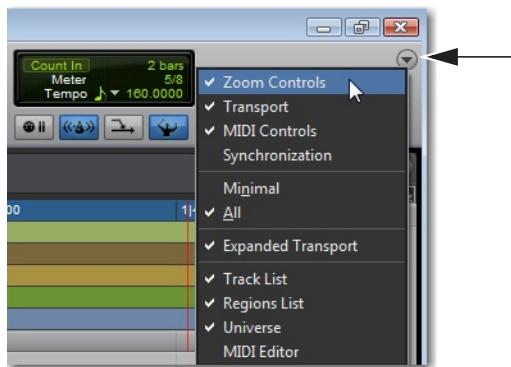 Count In 2 bars
Meter 5/8
Tempo 160.0000
Zoom Controls
Transport
MIDI Controls
Synchronization
Minimal
All
Expanded Transport
Track List
Regions List
Universe
MIDI Editor
00